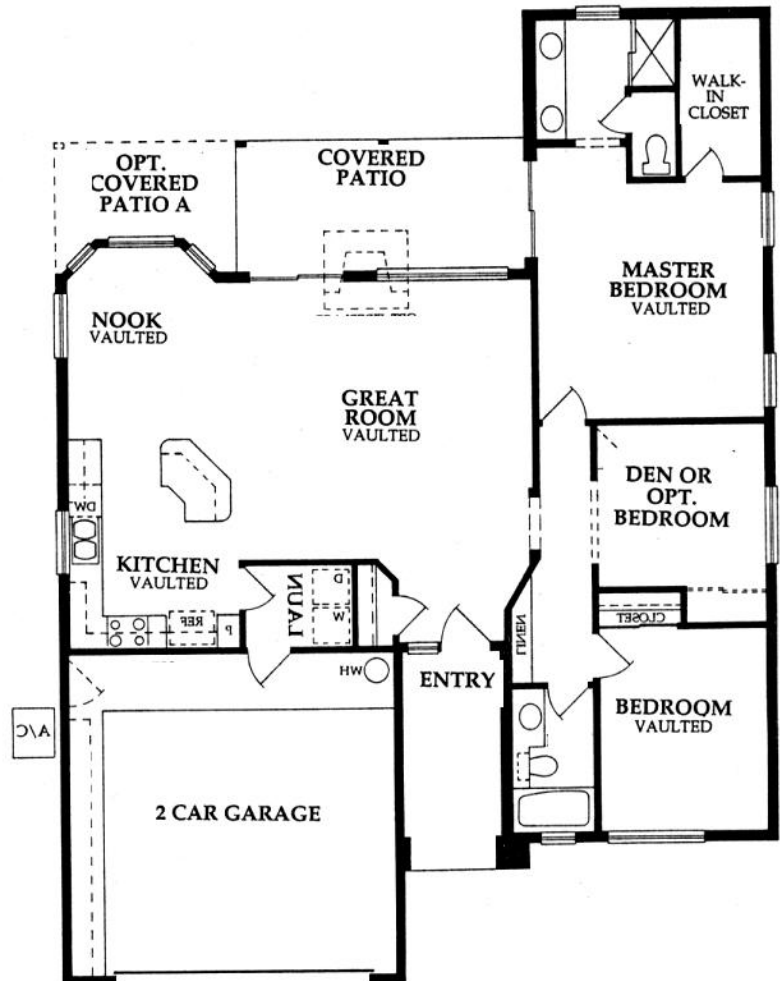 WALK-
IN
CLOSET
OPT.
COVERED
PATIO A
COVERED
PATIO
MASTER
BEDROOM
VAULTED
NOOK
VAULTED
GREAT
ROOM
VAULTED
DEN OR
OPT.
BEDROOM
DW
KITCHEN
VAULTED
REF
P
LAUN
D
W
CLOSET
LINEN
WH
ENTRY
BEDROOM
VAULTED
A/C
2 CAR GARAGE